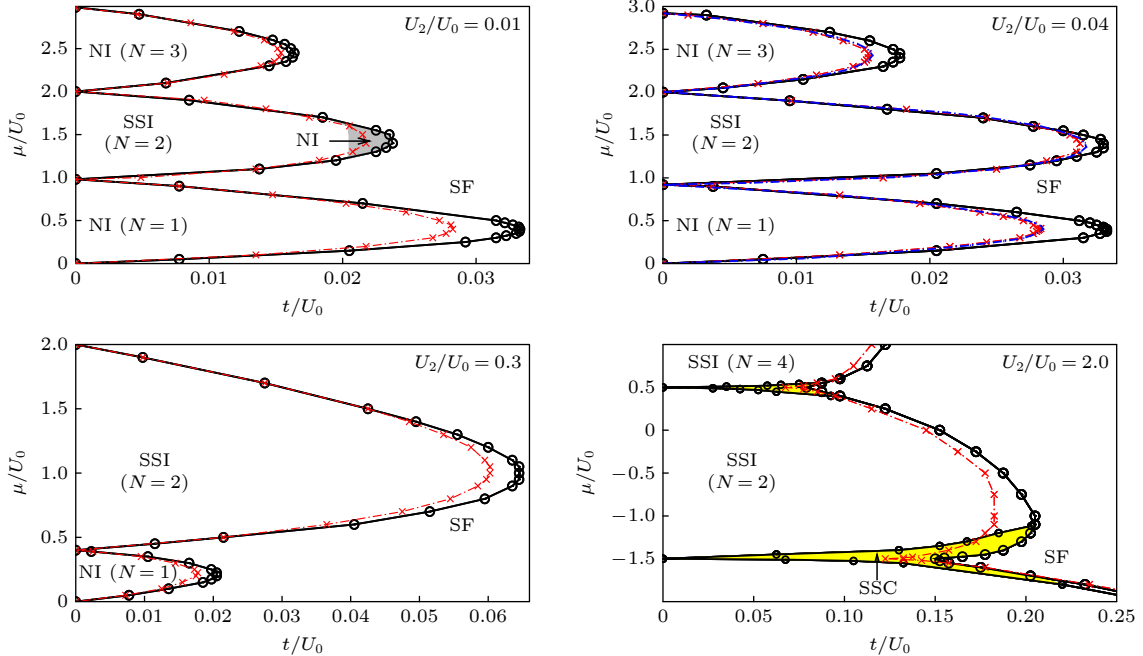 U₂/U₀ = 0.01
NI (N = 3)
SSI
(N = 2)
NI
SF
NI (N = 1)
μ/U₀
2.5
2.0
1.5
1.0
0.5
0
0 0.01 0.02 0.03
t/U₀
U₂/U₀ = 0.04
NI (N = 3)
SSI
(N = 2)
SF
NI (N = 1)
μ/U₀
3.0
2.5
2.0
1.5
1.0
0.5
0
0 0.01 0.02 0.03
t/U₀
U₂/U₀ = 0.3
SSI
(N = 2)
SF
NI (N = 1)
μ/U₀
2.0
1.5
1.0
0.5
0
0 0.01 0.02 0.03 0.04 0.05 0.06
t/U₀
SSI (N = 4)
U₂/U₀ = 2.0
SSI
(N = 2)
SF
SSC
μ/U₀
0.5
0
−0.5
−1.0
−1.5
0 0.05 0.10 0.15 0.20 0.25
t/U₀